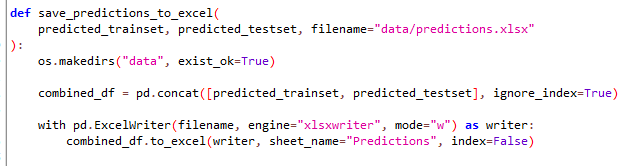 def save_predictions_to_excel(
    predicted_trainset, predicted_testset, filename="data/predictions.xlsx"
):
    os.makedirs("data", exist_ok=True)

    combined_df = pd.concat([predicted_trainset, predicted_testset], ignore_index=True)

    with pd.ExcelWriter(filename, engine="xlsxwriter", mode="w") as writer:
        combined_df.to_excel(writer, sheet_name="Predictions", index=False)